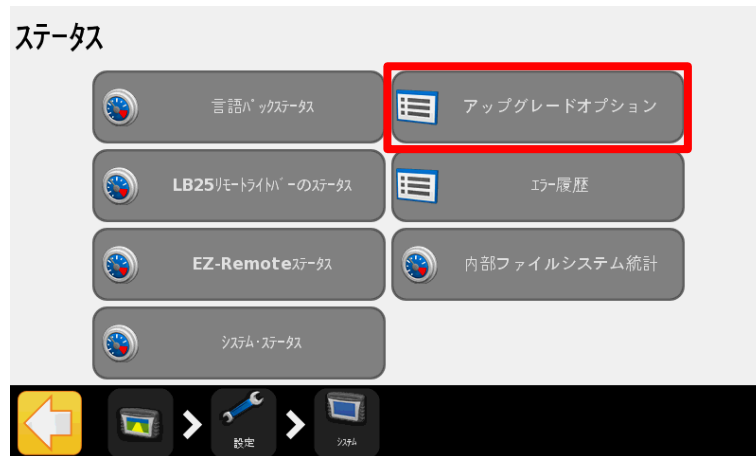 ステータス
言語ﾊﾟｯｸｽﾃｰﾀｽ
アップグレードオプション
LB25ﾘﾓｰﾄﾗｲﾄﾊﾞｰのｽﾃｰﾀｽ
ｴﾗｰ履歴
EZ-Remoteｽﾃｰﾀｽ
内部ファイルシステム統計
ｼｽﾃﾑ･ｽﾃｰﾀｽ
設定
ｼｽﾃﾑ